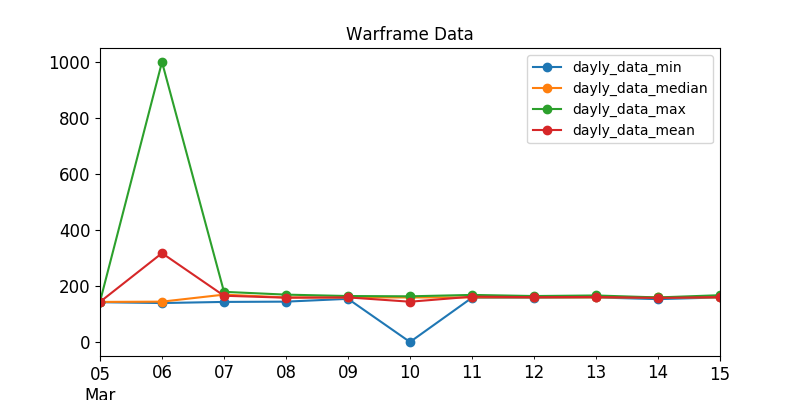 Warframe Data
dayly_data_min
dayly_data_median
dayly_data_max
dayly_data_mean
1000
800
600
400
200
0
05 06 07 08 09 10 11 12 13 14 15
Mar